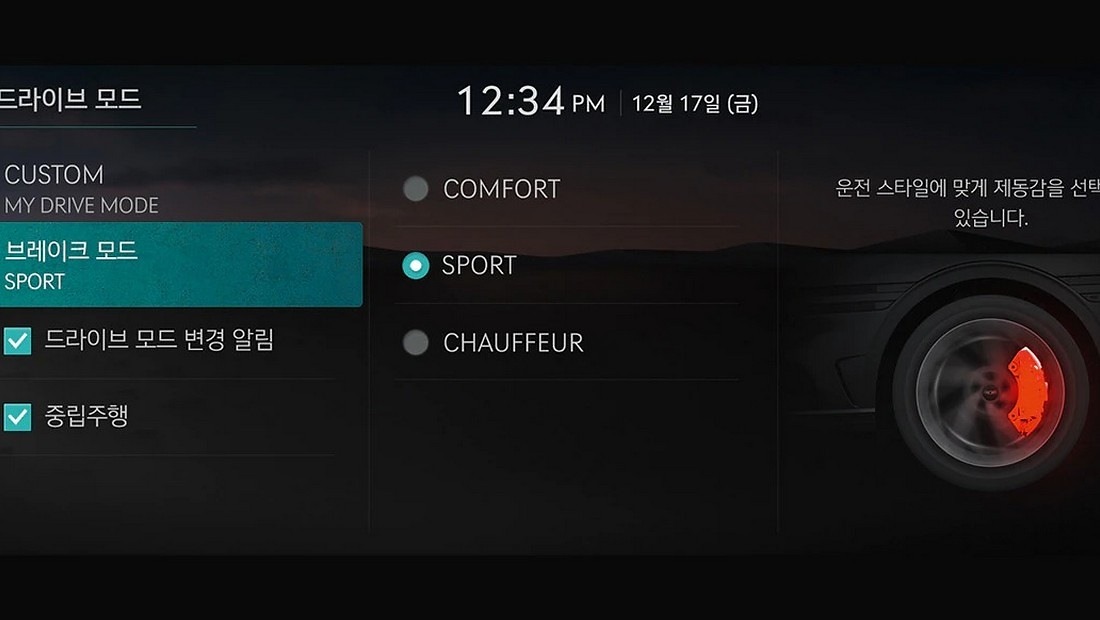 드라이브 모드
12:34 PM 12월 17일 (금)
CUSTOM
MY DRIVE MODE
브레이크 모드
SPORT
드라이브 모드 변경 알림
중립주행
COMFORT
SPORT
CHAUFFEUR
운전 스타일에 맞게 제동감을 선택
있습니다.